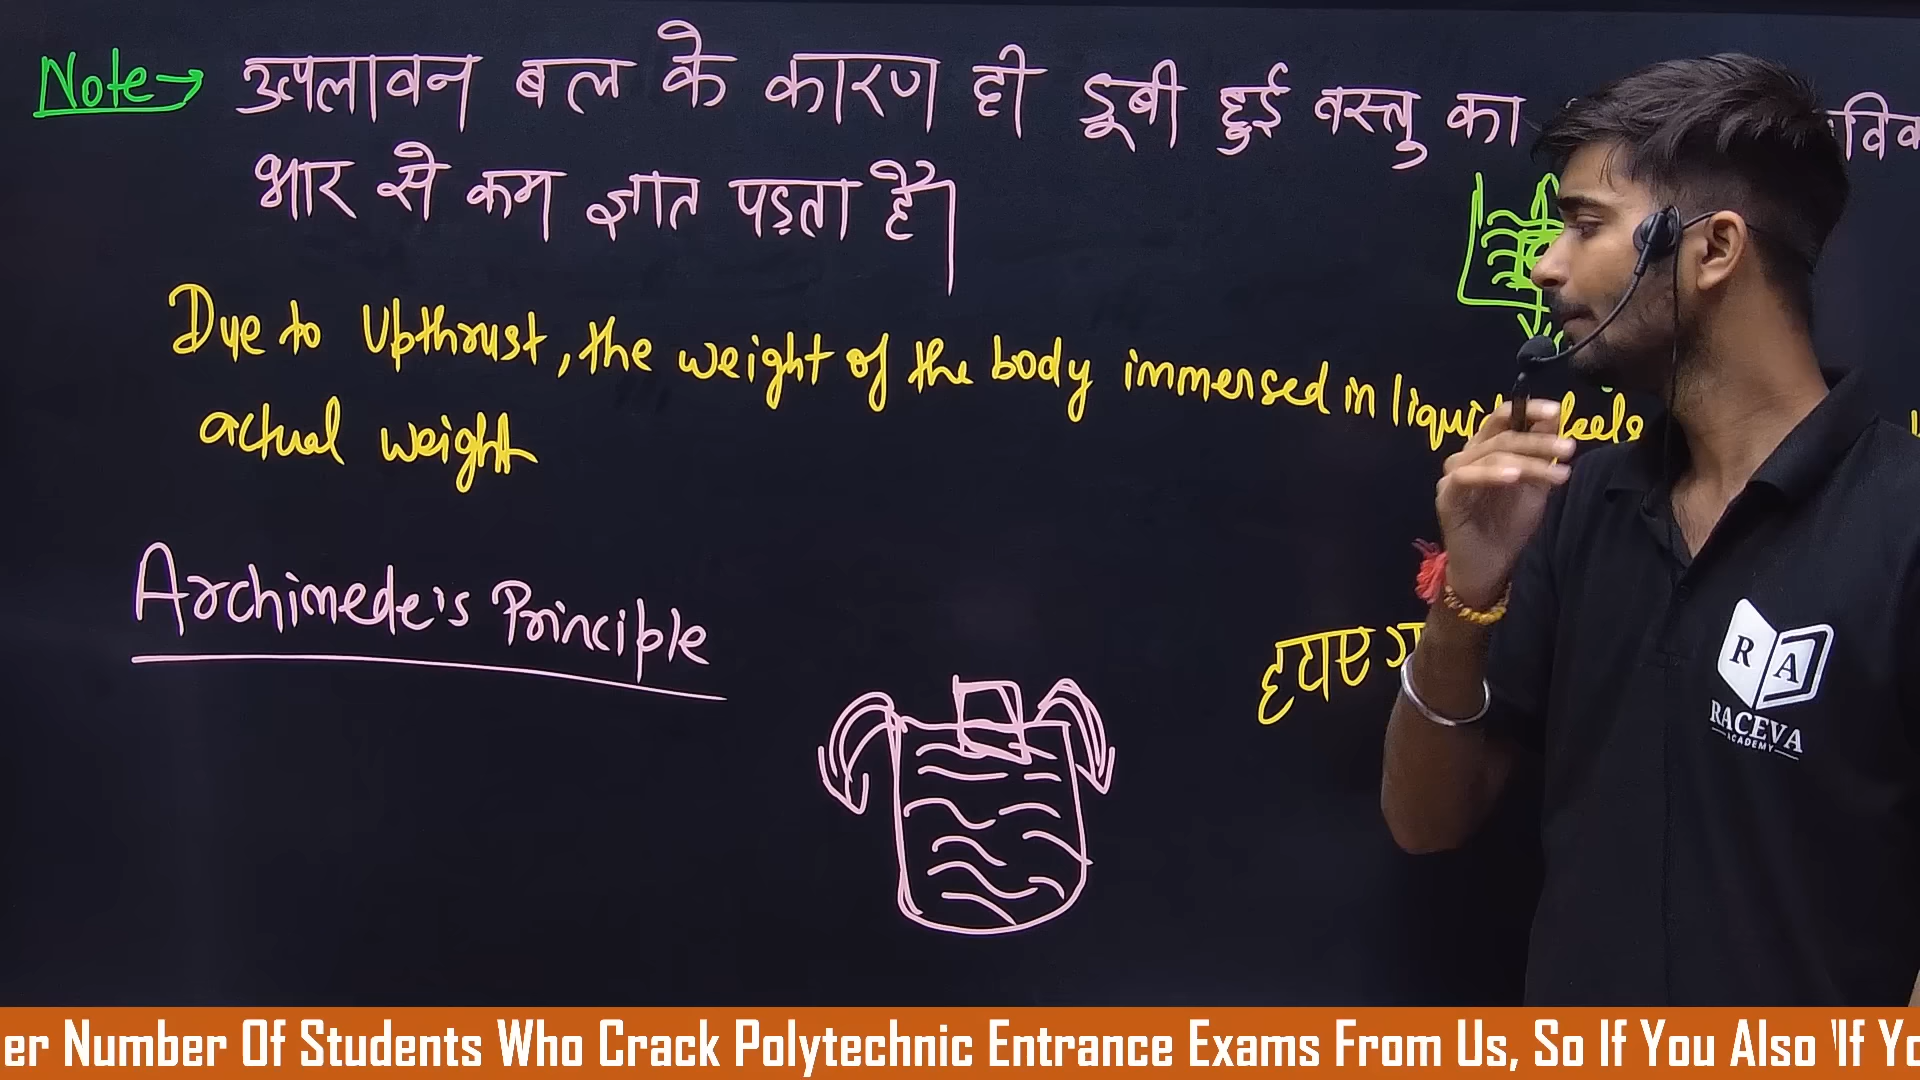 Note→ उत्पलावन बल के कारण ही डूबी हुई वस्तु का
भार से कम ज्ञात पड़ता है।
Due to Upthrust, the weight of the body immersed in liquid feels
actual weight
Archimede's Principle
हटाए
R A
RACEVA
ACADEMY
er Number Of Students Who Crack Polytechnic Entrance Exams From Us, So If You Also If Yo